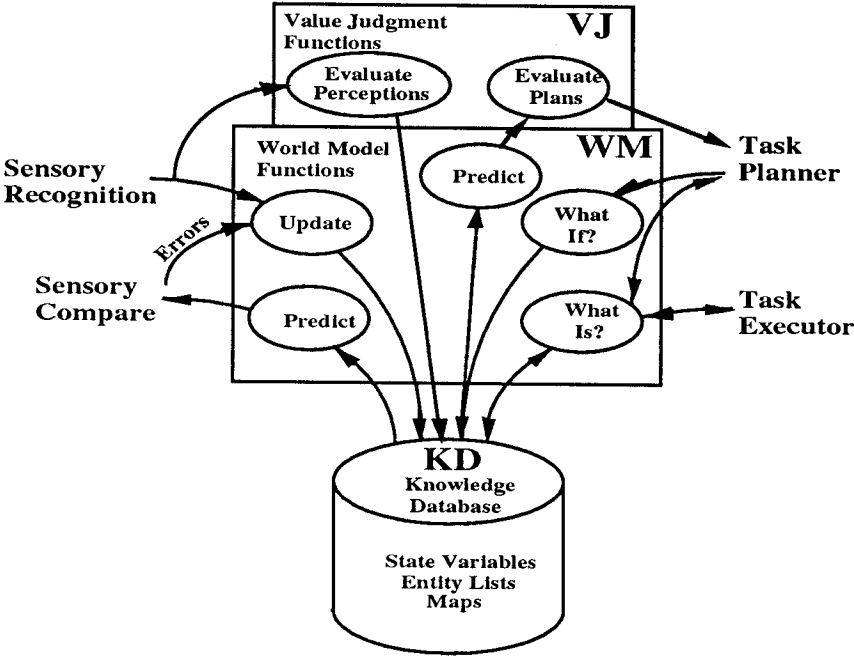 Value Judgment
Functions
VJ
Evaluate
Perceptions
Evaluate
Plans
World Model
Functions
WM
Sensory
Recognition
Predict
Task
Planner
Update
What
If?
Errors
Sensory
Compare
Predict
What
Is?
Task
Executor
KD
Knowledge
Database
State Variables
Entity Lists
Maps